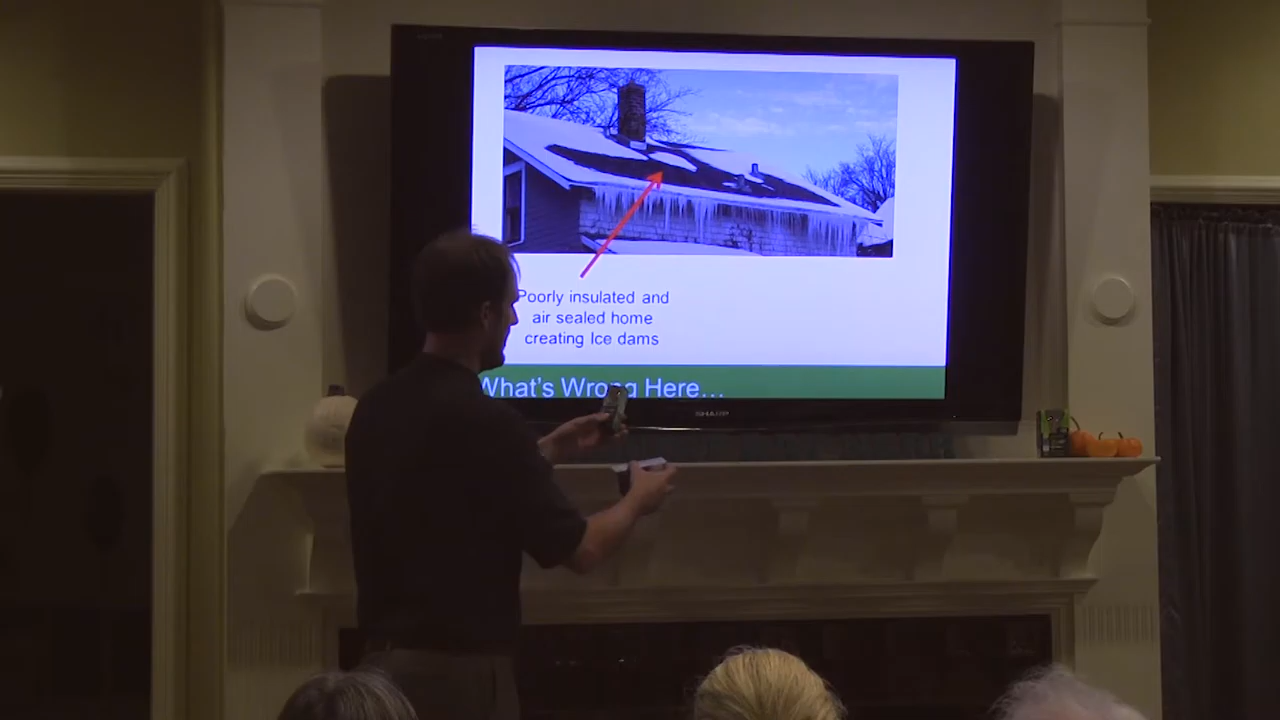 Poorly insulated and
air sealed home
creating Ice dams
What's Wrong Here...
SHARP